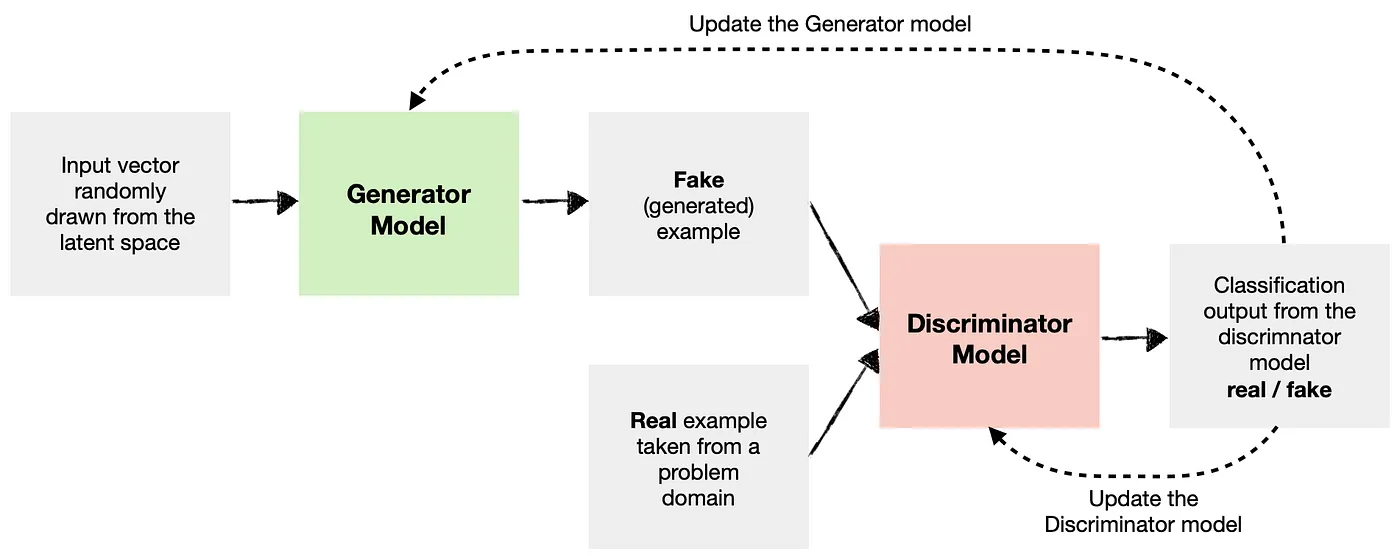 Update the Generator model
Input vector
randomly
drawn from the
latent space
Generator
Model
Fake
(generated)
example
Discriminator
Model
Classification
output from the
discrimnator
model
real / fake
Real example
taken from a
problem
domain
Update the
Discriminator model